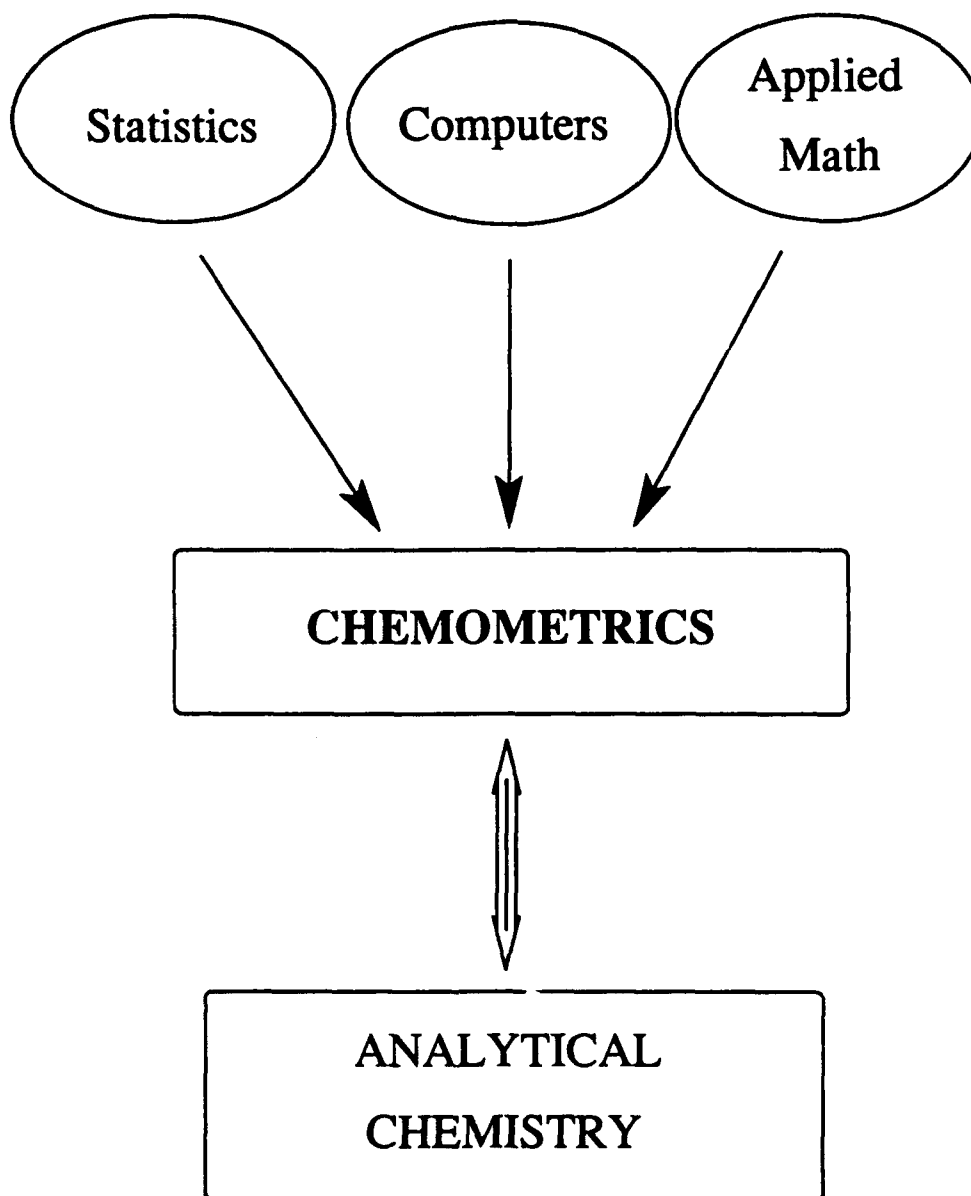 Statistics
Computers
Applied
Math
CHEMOMETRICS
ANALYTICAL
CHEMISTRY